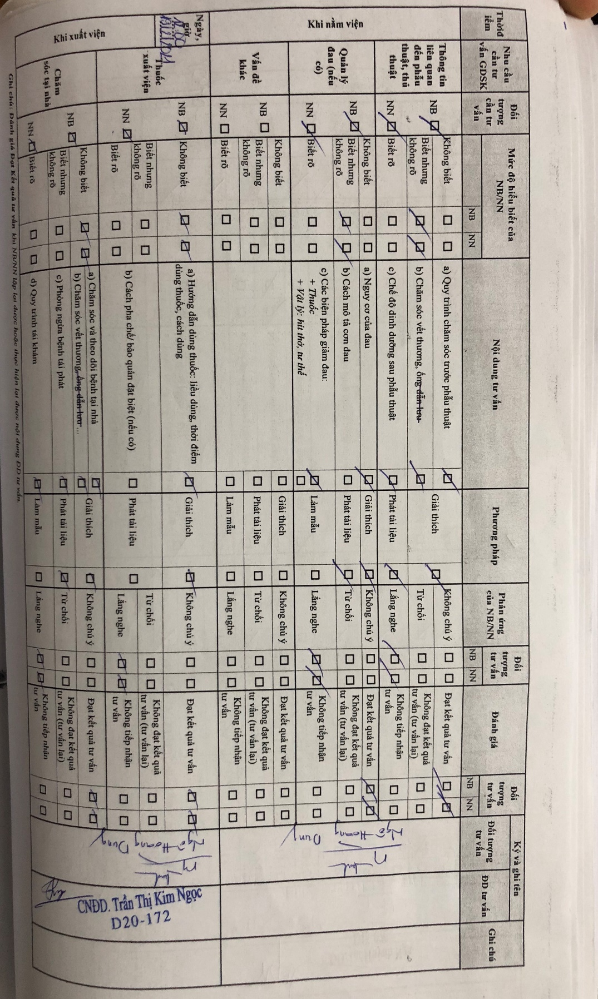 Thời điểm
Nhu cầu cần tư vấn GDSK
Đối tượng cần tư vấn
Mức độ hiểu biết của NB/NN
NB
NN
Nội dung tư vấn
Phương pháp
Phản ứng của NB/NN
Đối tượng tư vấn
NB
NN
Đánh giá
Đối tượng tư vấn
NB
NN
Ký và ghi tên
Đối tượng tư vấn
ĐD tư vấn
Ghi chú
Khi nằm viện
Thông tin liên quan đến phẫu thuật, thủ thuật
NB
NN
Không biết
Biết nhưng không rõ
Biết rõ
a) Quy trình chăm sóc trước phẫu thuật
b) Chăm sóc vết thương, ống dẫn lưu
c) Chế độ dinh dưỡng sau phẫu thuật
Giải thích
Phát tài liệu
Không chú ý
Từ chối
Lắng nghe
Đạt kết quả tư vấn
Không đạt kết quả tư vấn (tư vấn lại)
Không tiếp nhận tư vấn
Quản lý đau (nếu có)
NB
NN
Không biết
Biết nhưng không rõ
Biết rõ
a) Nguy cơ của đau
b) Cách mô tả cơn đau
c) Các biện pháp giảm đau:
+ Thuốc
+ Vật lý: hít thở, tư thế
Giải thích
Phát tài liệu
Làm mẫu
Không chú ý
Từ chối
Lắng nghe
Đạt kết quả tư vấn
Không đạt kết quả tư vấn (tư vấn lại)
Không tiếp nhận tư vấn
Ngô Hoang Dung
Vấn đề khác
NB
NN
Không biết
Biết nhưng không rõ
Biết rõ
Giải thích
Phát tài liệu
Làm mẫu
Không chú ý
Từ chối
Lắng nghe
Đạt kết quả tư vấn
Không đạt kết quả tư vấn (tư vấn lại)
Không tiếp nhận tư vấn
Ngày, giờ
Khi xuất viện
Thuốc xuất viện
NB
NN
Không biết
Biết nhưng không rõ
Biết rõ
a) Hướng dẫn dùng thuốc: liều dùng, thời điểm
dùng thuốc, cách dùng
b) Cách pha chế/ bảo quản đặt biệt (nếu có)
Giải thích
Phát tài liệu
Không chú ý
Từ chối
Lắng nghe
Đạt kết quả tư vấn
Không đạt kết quả tư vấn (tư vấn lại)
Không tiếp nhận tư vấn
Ngô Hoang Dung
CNĐD. Trần Thị Kim Ngọc
D20-172
Chăm sóc tại nhà
NB
NN
Không biết
Biết nhưng không rõ
Biết rõ
a) Chăm sóc và theo dõi bệnh tại nhà
b) Chăm sóc vết thương, ống dẫn lưu ...
c) Phòng ngừa bệnh tái phát
d) Quy trình tái khám
Giải thích
Phát tài liệu
Làm mẫu
Không chú ý
Từ chối
Lắng nghe
Đạt kết quả tư vấn
Không đạt kết quả tư vấn (tư vấn lại)
Không tiếp nhận tư vấn
Ghi chú: Đánh giá Đạt Kết quả tư vấn khi NB/NN lặp lại được hoặc thực hiện lại được nội dung ĐD tư vấn.